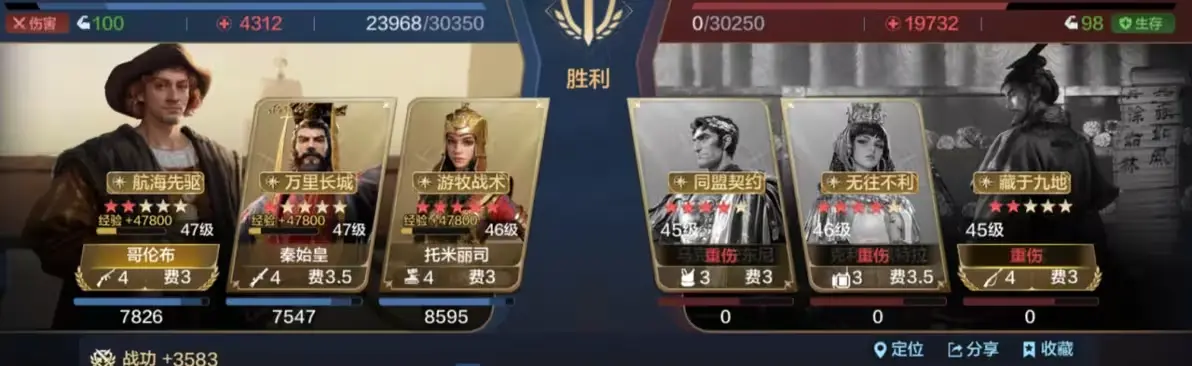 伤害 100 4312 23968/30350
胜利
0/30250 19732 98 生存
航海先驱
经验 +47800
47级
哥伦布
4 费3
7826
万里长城
经验 +47800
47级
秦始皇
4 费3.5
7547
游牧战术
经验 +47800
46级
托米丽司
4 费3
8595
同盟契约
45级
重伤
3 费3
0
无往不利
46级
重伤
3 费3.5
0
藏于九地
45级
重伤
4 费3
0
战功 +3583
定位 分享 收藏